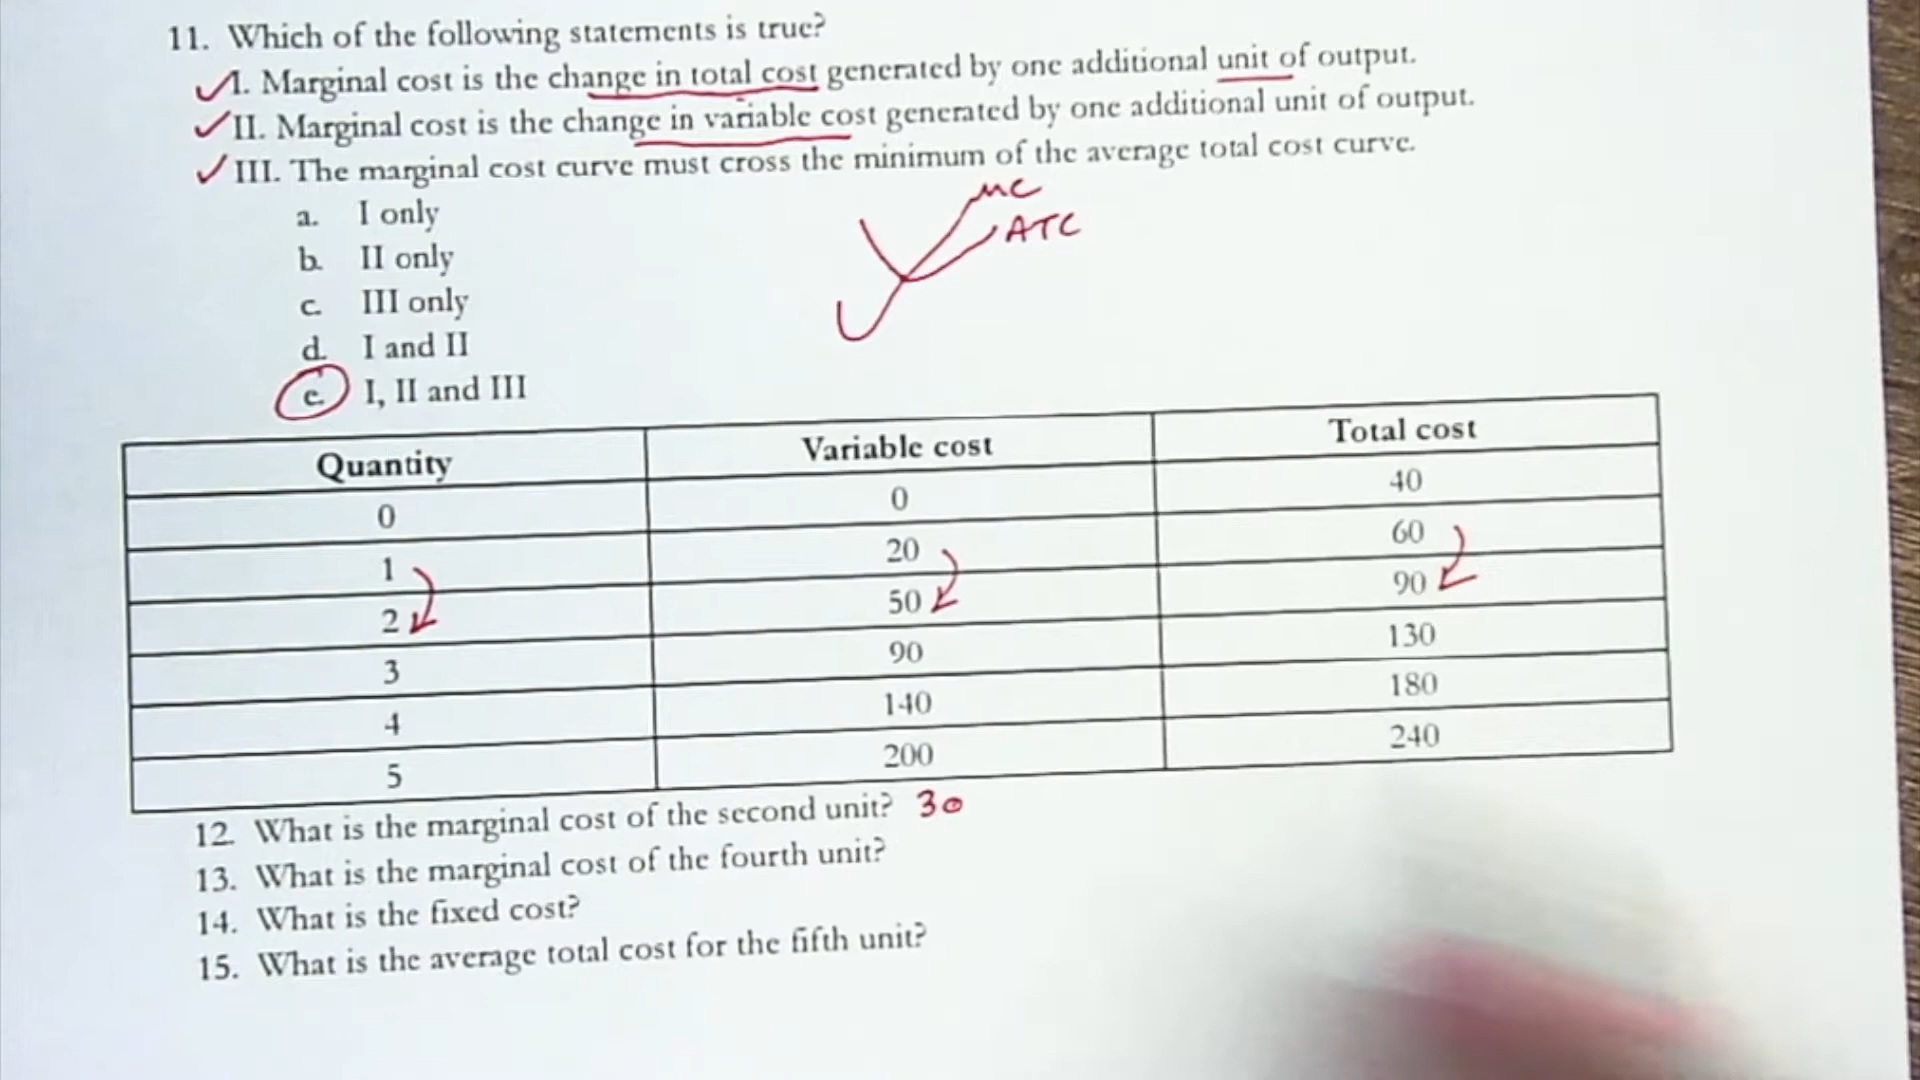 11. Which of the following statements is true?
I. Marginal cost is the change in total cost generated by one additional unit of output.
II. Marginal cost is the change in variable cost generated by one additional unit of output.
III. The marginal cost curve must cross the minimum of the average total cost curve.
MC
ATC
a. I only
b. II only
c. III only
d. I and II
e. I, II and III
Quantity Variable cost Total cost
0 0 40
1 20 60
2 50 90
3 90 130
4 140 180
5 200 240
12. What is the marginal cost of the second unit? 30
13. What is the marginal cost of the fourth unit?
14. What is the fixed cost?
15. What is the average total cost for the fifth unit?